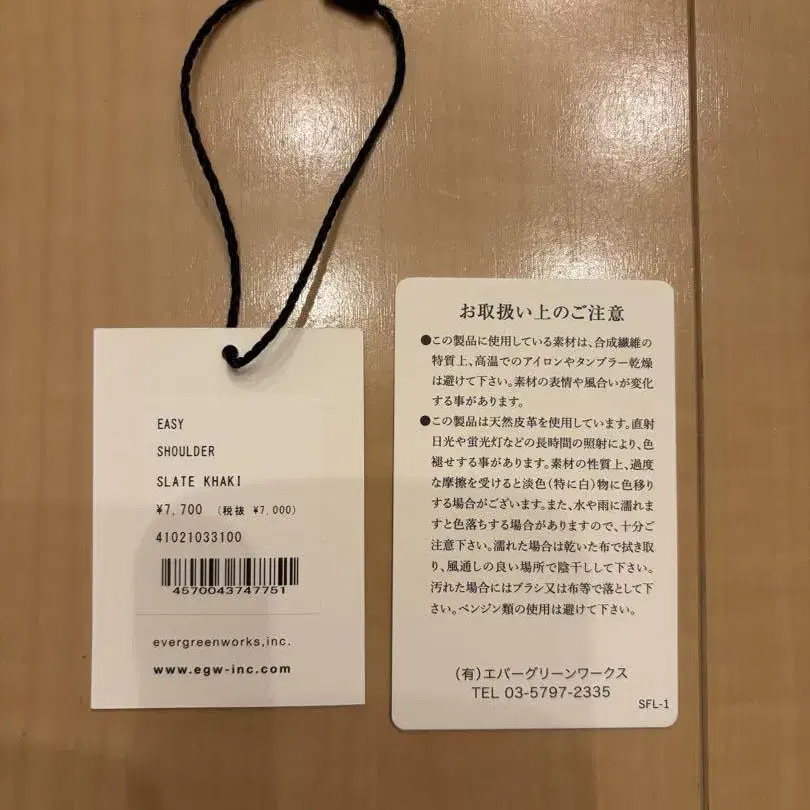 EASY
SHOULDER
SLATE KHAKI
¥7,700 (税抜 ¥7,000)
41021033100
4570043747751
evergreenworks,inc.
www.egw-inc.com
お取扱い上のご注意
●この製品に使用している素材は、合成繊維の
特質上、高温でのアイロンやタンブラー乾燥
は避けて下さい。素材の表情や風合いが変化
する事があります。
●この製品は天然皮革を使用しています。直射
日光や蛍光灯などの長時間の照射により、色
褪せする事があります。素材の性質上、過度
な摩擦を受けると淡色(特に白)物に色移り
する場合がございます。また、水や雨に濡れま
すと色落ちする場合がありますので、十分ご
注意下さい。濡れた場合は乾いた布で拭き取
り、風通しの良い場所で陰干しして下さい。
汚れた場合にはブラシ又は布等で落として下
さい。ベンジン類の使用は避けて下さい。
(有)エバーグリーンワークス
TEL 03-5797-2335
SFL-1